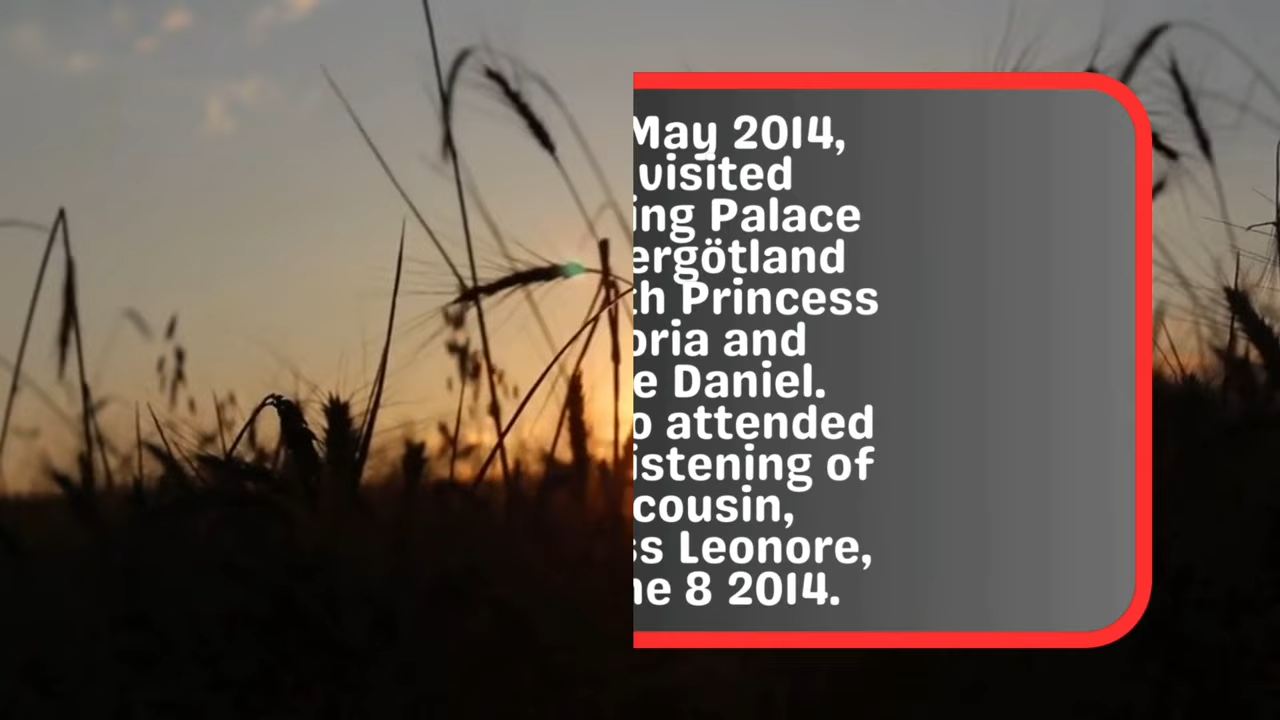 May 2014,
visited
ing Palace
ergötland
th Princess
oria and
e Daniel.
o attended
istening of
cousin,
ss Leonore,
ne 8 2014.